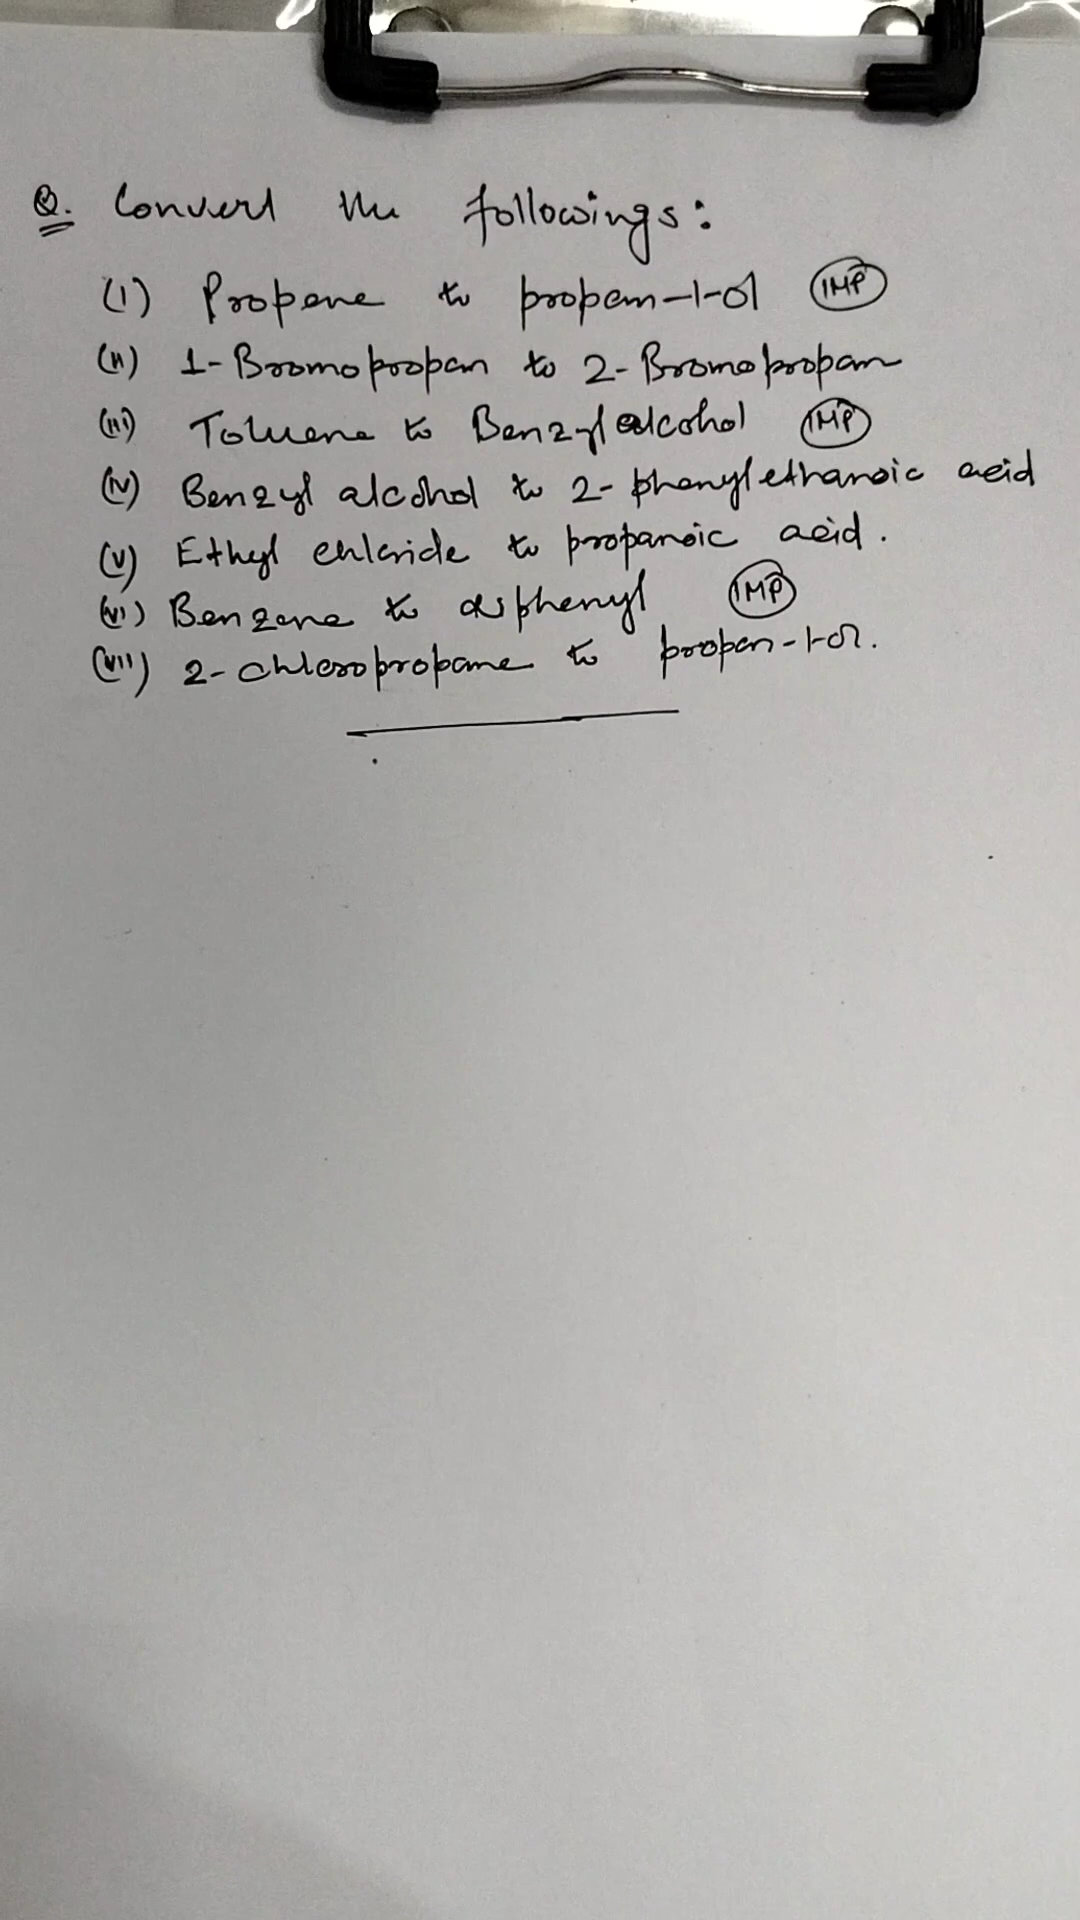 Q. Convert the followings:
(i) Propene to propan-1-ol IMP
(ii) 1-Bromopropan to 2-Bromopropan
(iii) Toluene to Benzyl alcohol IMP
(iv) Benzyl alcohol to 2-phenylethanoic acid
(v) Ethyl chloride to propanoic acid.
(vi) Benzene to diphenyl IMP
(vii) 2-chloropropane to propan-1-ol.